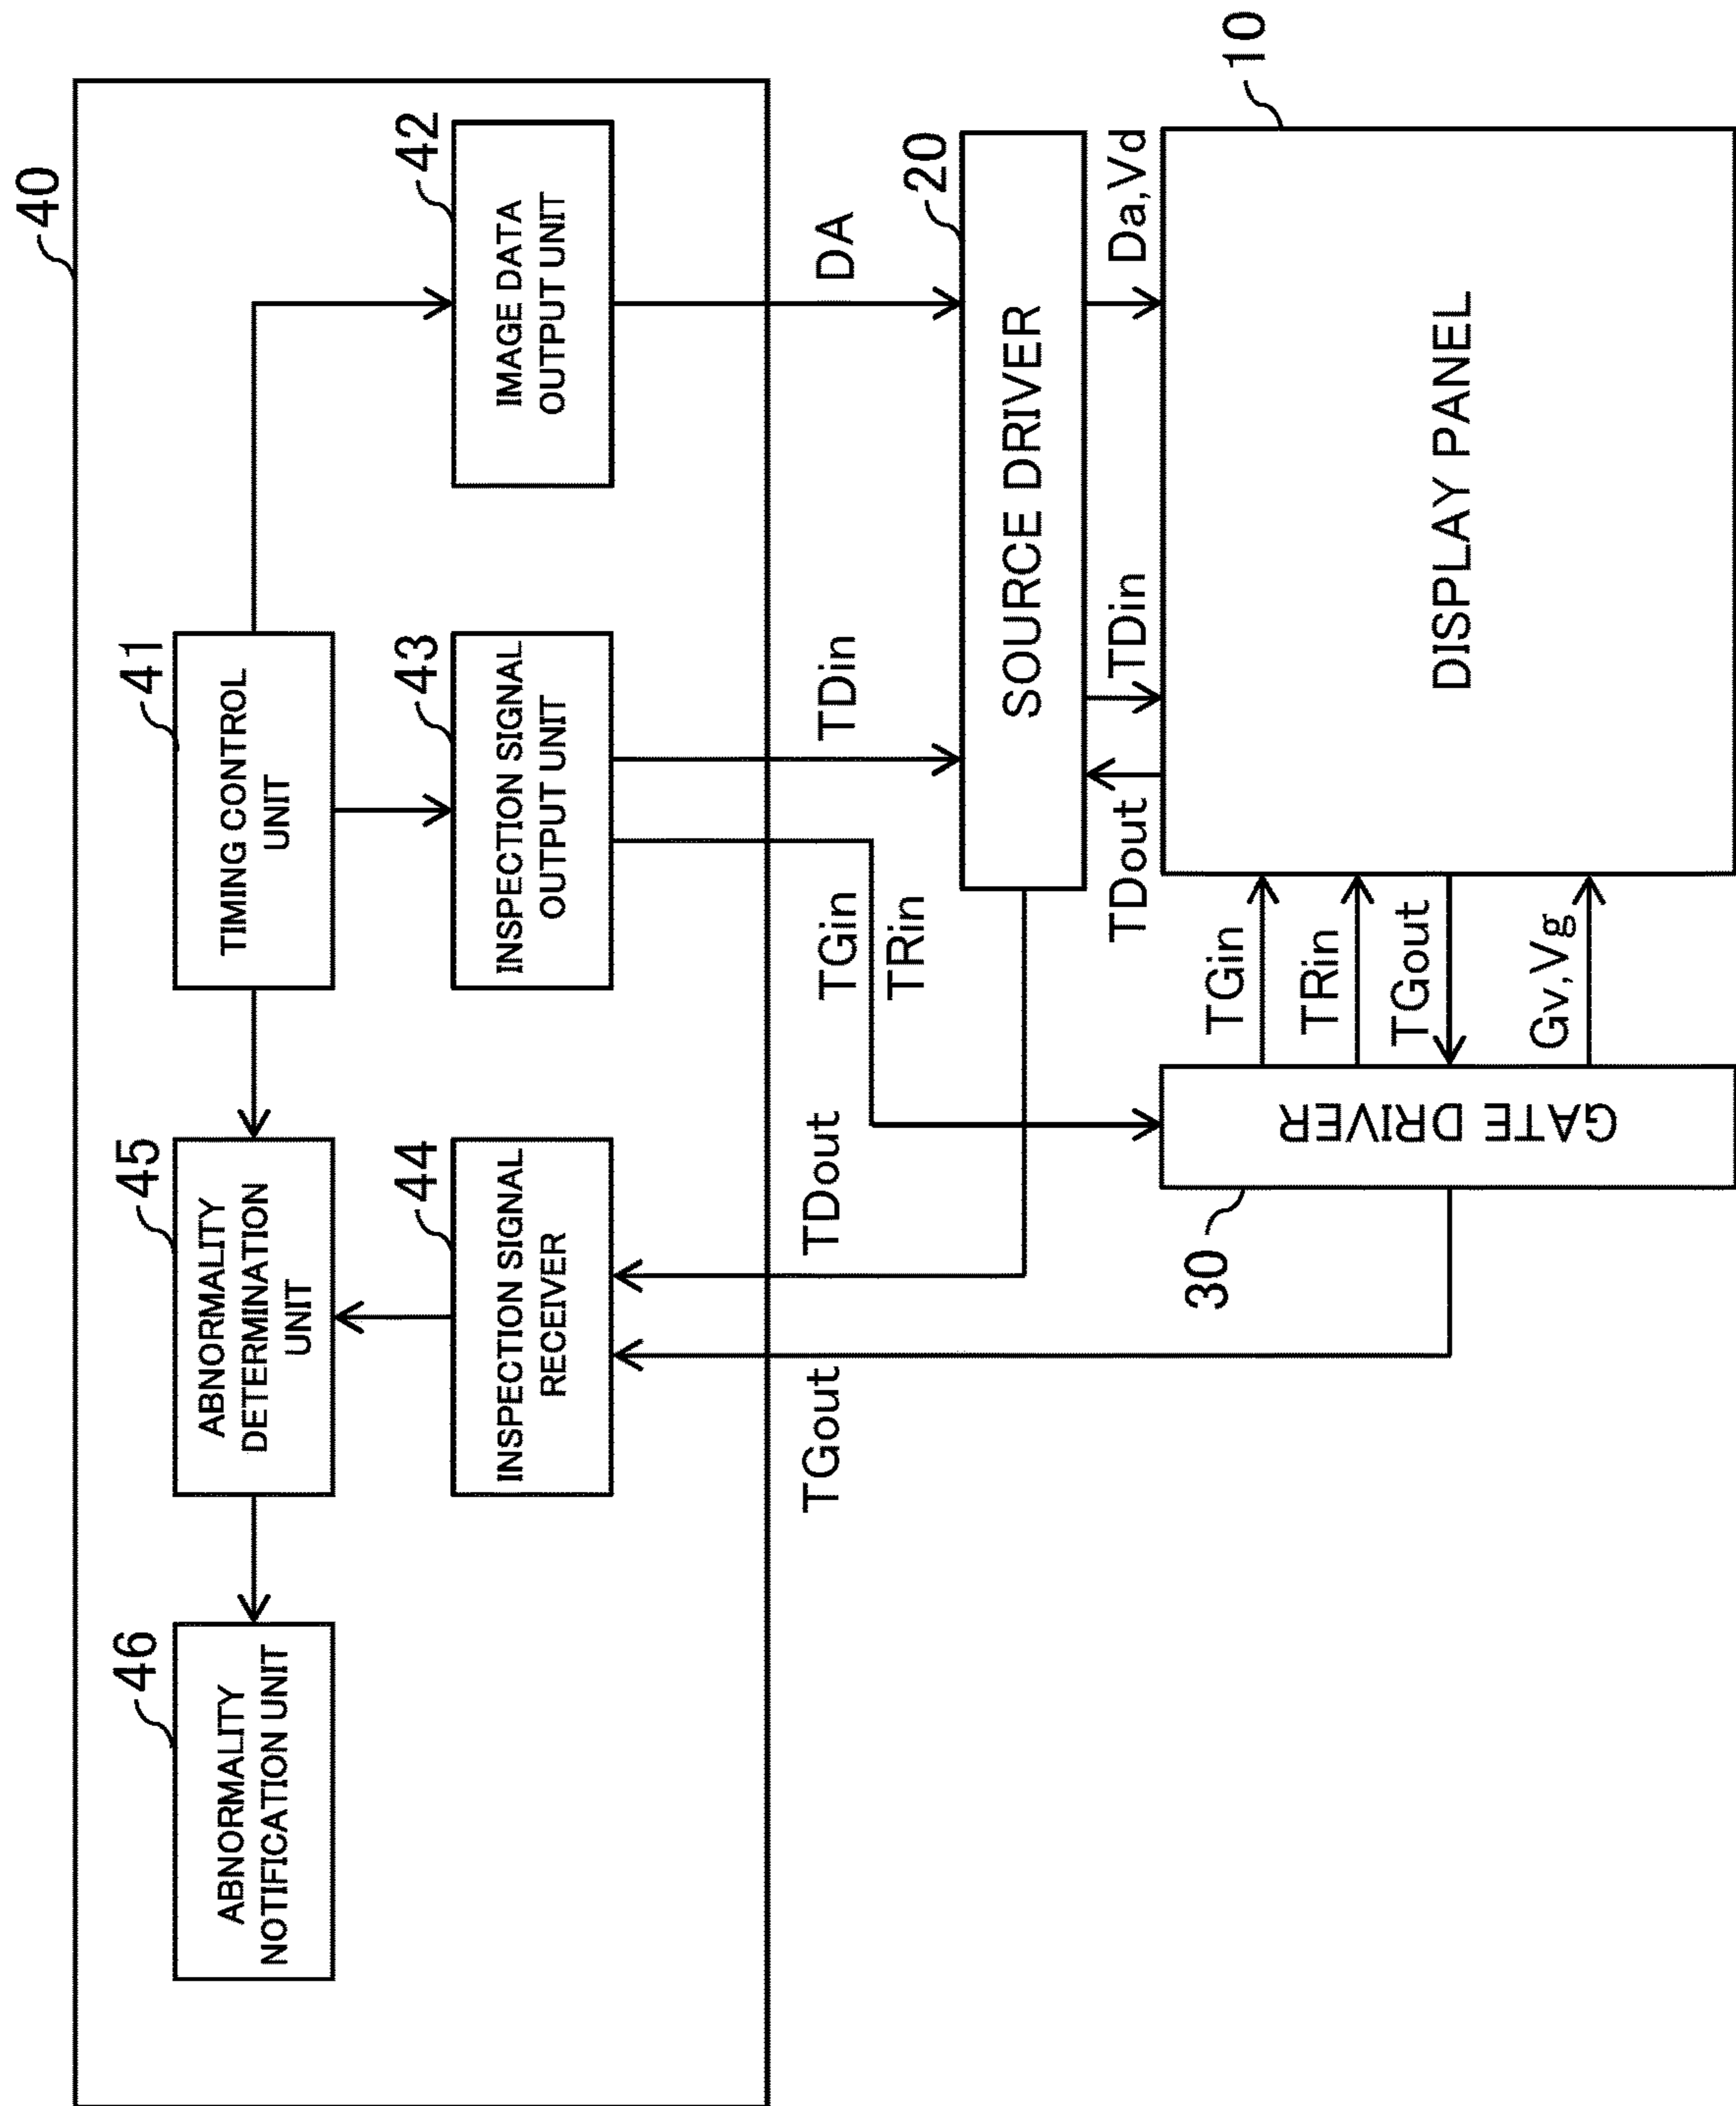 40
46
ABNORMALITY
NOTIFICATION UNIT
45
ABNORMALITY
DETERMINATION
UNIT
41
TIMING CONTROL
UNIT
44
INSPECTION SIGNAL
RECEIVER
43
INSPECTION SIGNAL
OUTPUT UNIT
42
IMAGE DATA
OUTPUT UNIT
TGout
TDout
TGin
TRin
TDin
DA
20
SOURCE DRIVER
TDout
TDin
Da,Vd
30
GATE DRIVER
TGin
TRin
TGout
Gv,Vg
10
DISPLAY PANEL